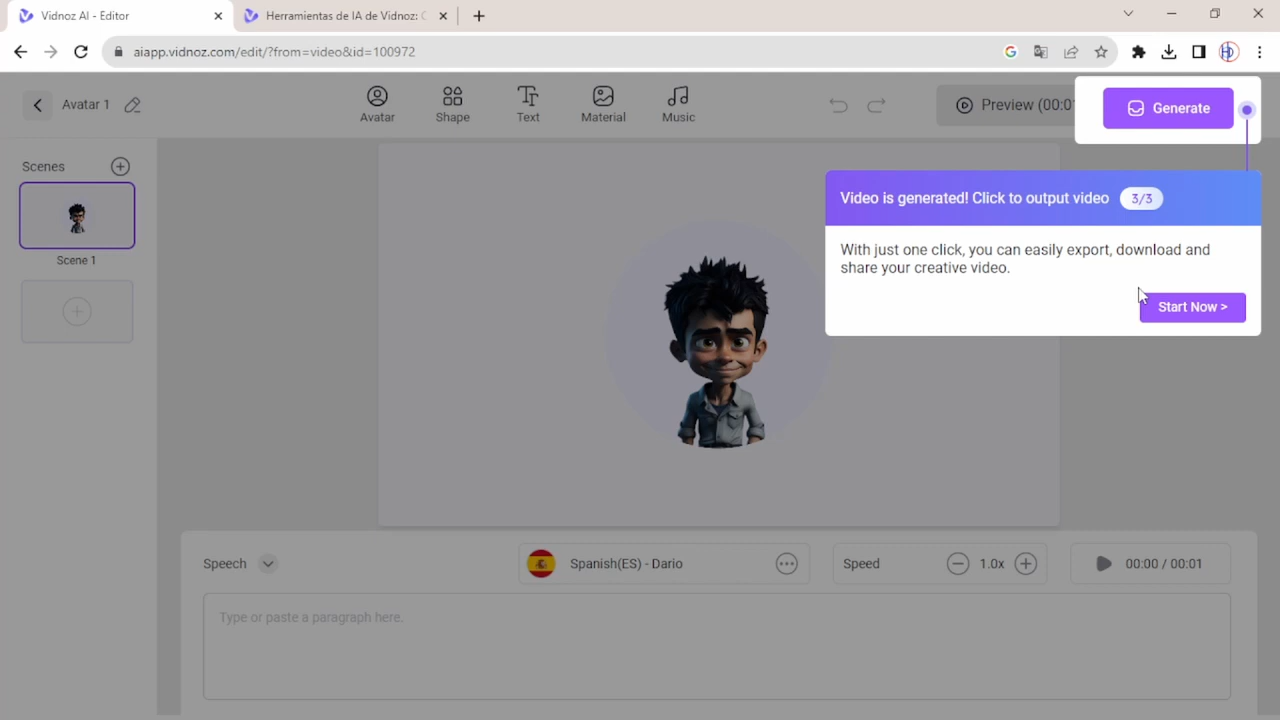 Vidnoz AI - Editor
Herramientas de IA de Vidnoz:
aiapp.vidnoz.com/edit/?from=video&id=100972
Avatar 1
Avatar
Shape
Text
Material
Music
Preview (00:0
Generate
Scenes
Scene 1
Video is generated! Click to output video 3/3
With just one click, you can easily export, download and
share your creative video.
Start Now >
Speech
Spanish(ES) - Dario
Speed
1.0x
00:00 / 00:01
Type or paste a paragraph here.